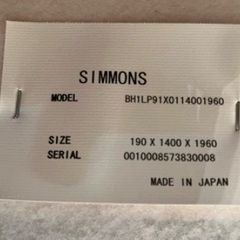 SIMMONS
MODEL BH1LP91X0114001960
SIZE 190 X 1400 X 1960
SERIAL 0010008573830008
MADE IN JAPAN